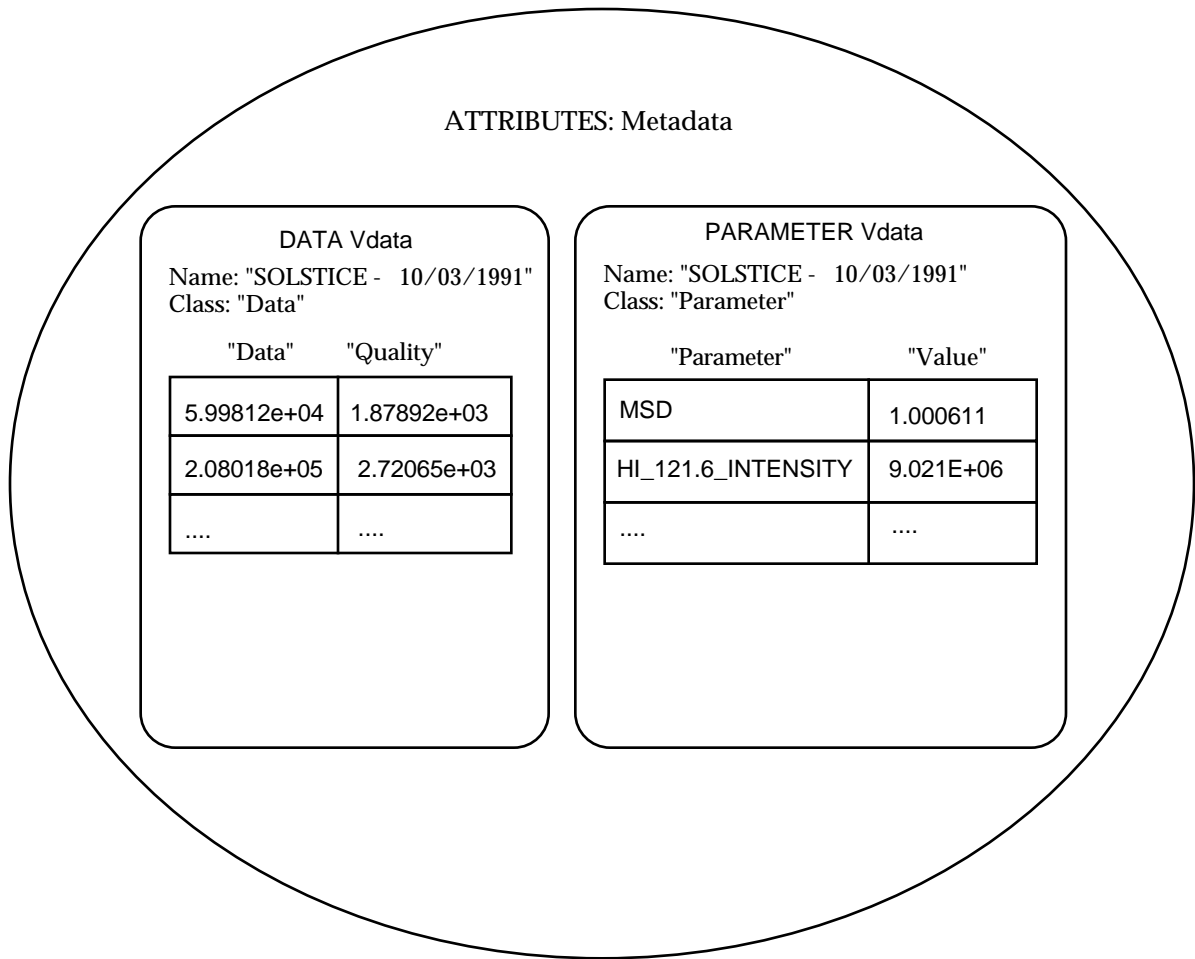 ATTRIBUTES: Metadata
DATA Vdata
Name: "SOLSTICE - 10/03/1991"
Class: "Data"
"Data" "Quality"
5.99812e+04 1.87892e+03
2.08018e+05 2.72065e+03
.... ....
PARAMETER Vdata
Name: "SOLSTICE - 10/03/1991"
Class: "Parameter"
"Parameter" "Value"
MSD 1.000611
HI_121.6_INTENSITY 9.021E+06
.... ....